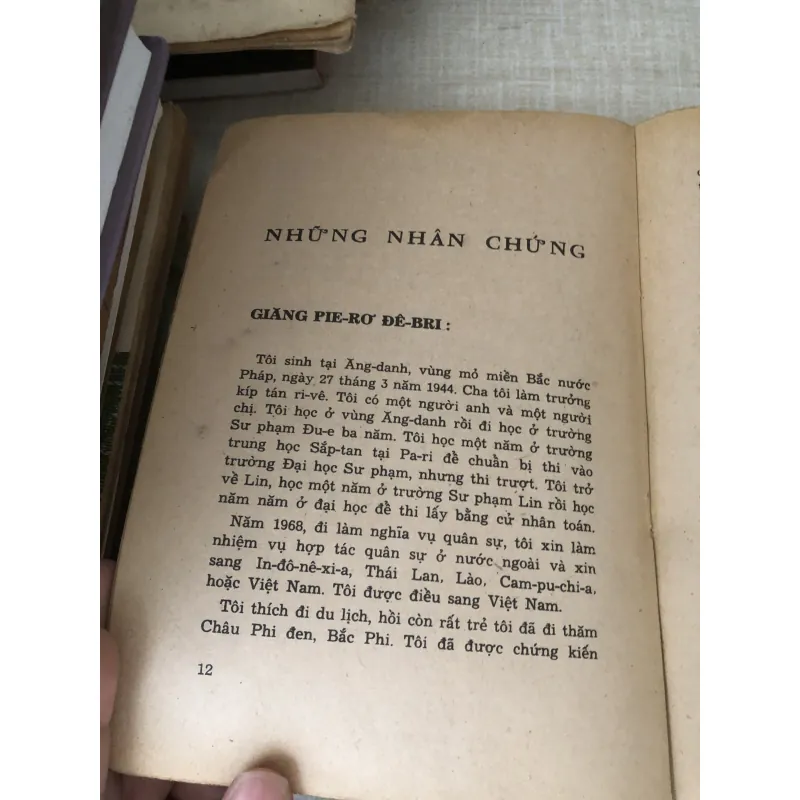 NHỮNG NHÂN CHỨNG
GIĂNG PIE-RƠ ĐÊ-BRI :
Tôi sinh tại Ăng-danh, vùng mỏ miền Bắc nước
Pháp, ngày 27 tháng 3 năm 1944. Cha tôi làm trưởng
kíp tán ri-vê. Tôi có một người anh và một người
chị. Tôi học ở vùng Ăng-danh rồi đi học ở trường
Sư phạm Đu-e ba năm. Tôi học một năm ở trường
trung học Sắp-tan tại Pa-ri để chuẩn bị thi vào
trường Đại học Sư phạm, nhưng thi trượt. Tôi trở
về Lin, học một năm ở trường Sư phạm Lin rồi học
năm năm ở đại học để thi lấy bằng cử nhân toán.
Năm 1968, đi làm nghĩa vụ quân sự, tôi xin làm
nhiệm vụ hợp tác quân sự ở nước ngoài và xin
sang In-đô-nê-xi-a, Thái Lan, Lào, Cam-pu-chi-a,
hoặc Việt Nam. Tôi được điều sang Việt Nam.
Tôi thích đi du lịch, hồi còn rất trẻ tôi đã đi thăm
Châu Phi đen, Bắc Phi. Tôi đã được chứng kiến
12